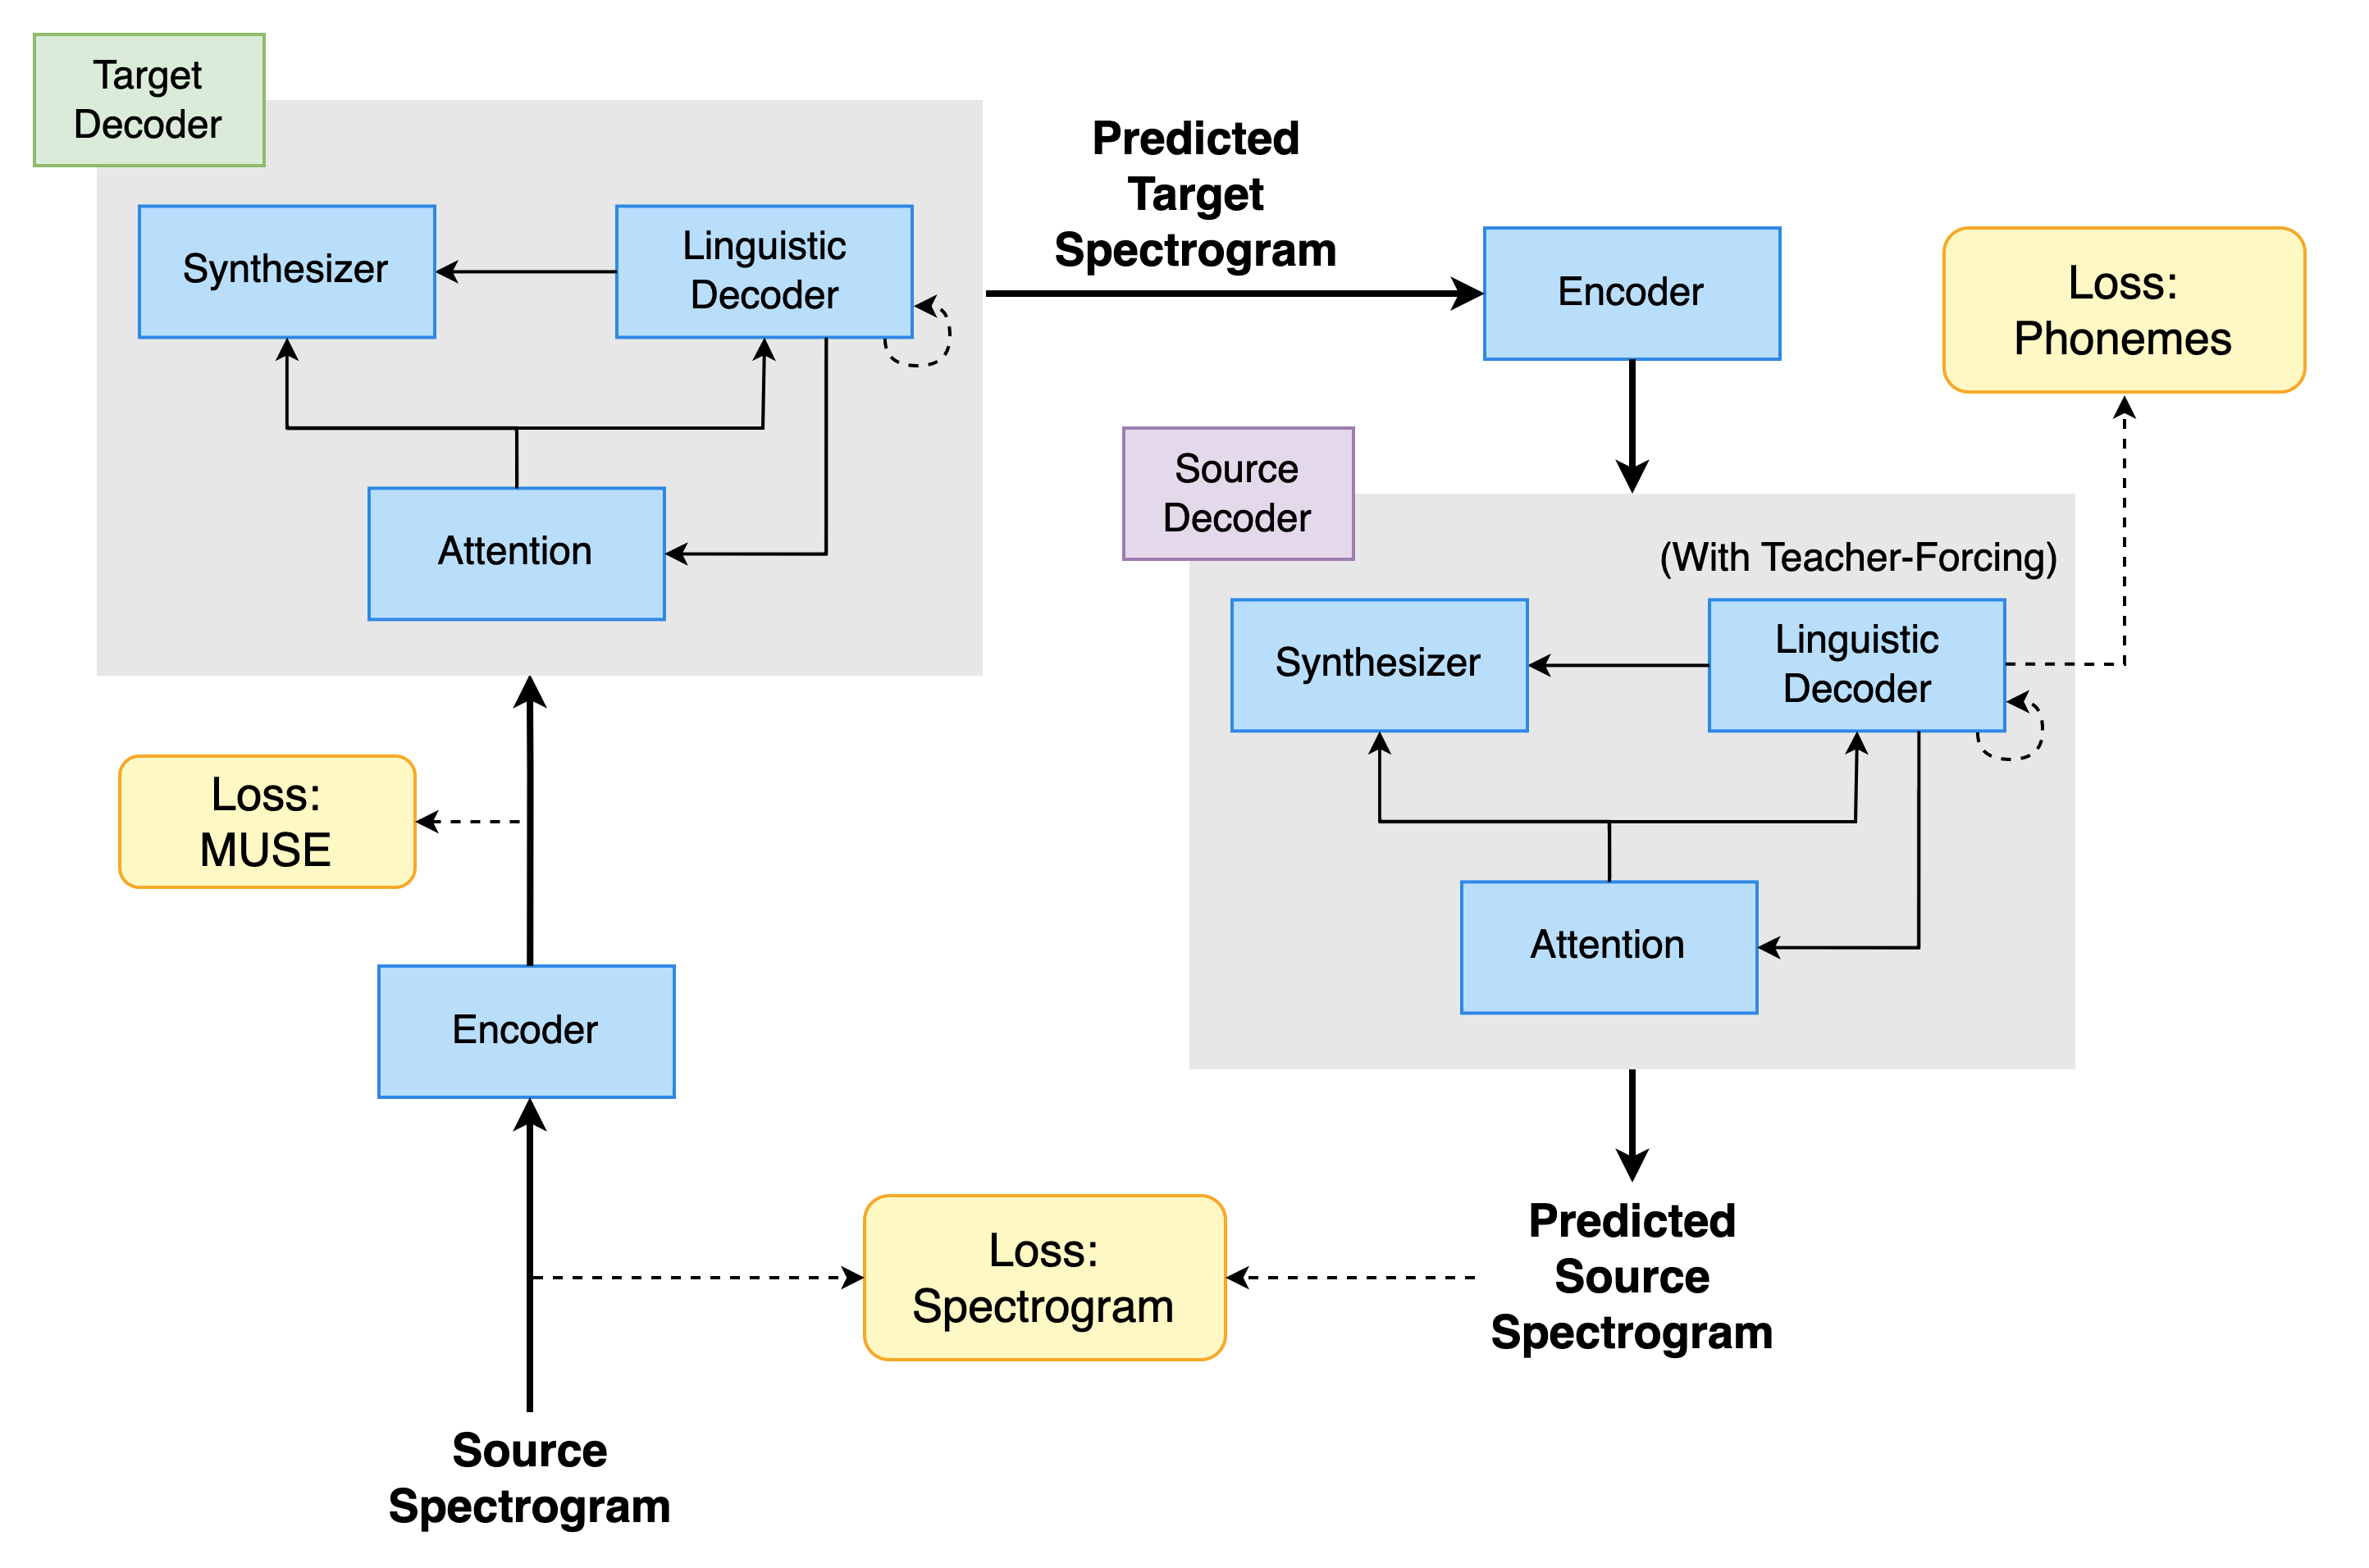 Target
Decoder
Synthesizer
Linguistic
Decoder
Attention
Predicted
Target
Spectrogram
Encoder
Loss:
Phonemes
Source
Decoder
(With Teacher-Forcing)
Synthesizer
Linguistic
Decoder
Attention
Loss:
MUSE
Encoder
Loss:
Spectrogram
Predicted
Source
Spectrogram
Source
Spectrogram